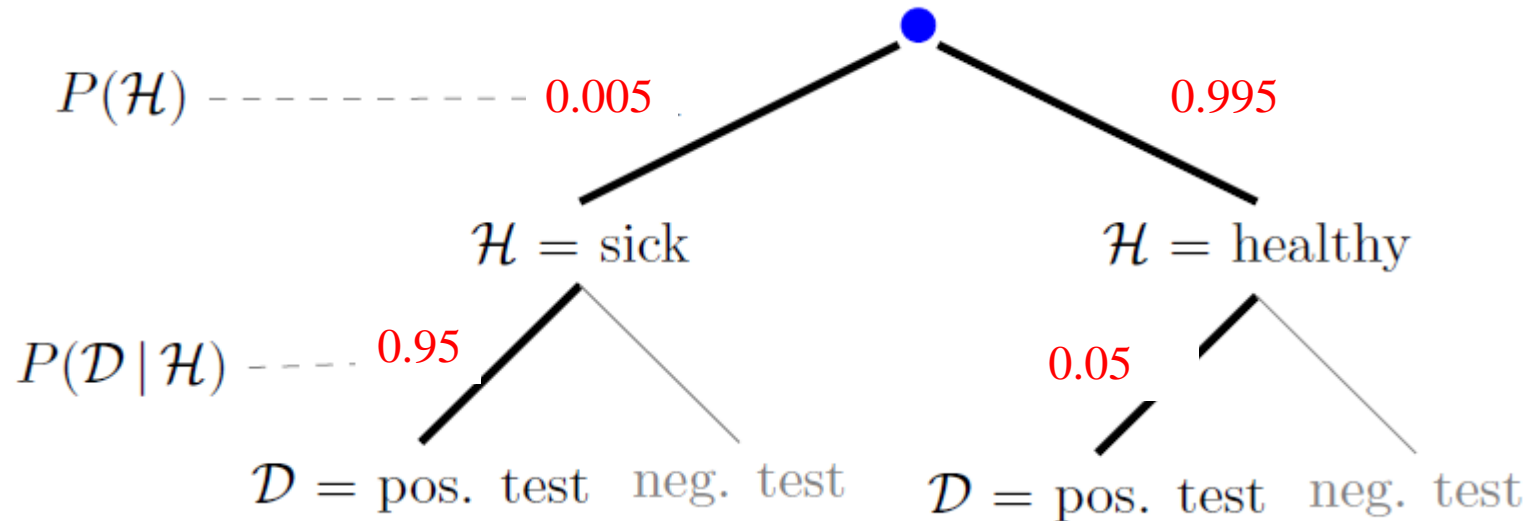 P(ℋ) 0.005 0.995
ℋ = sick ℋ = healthy
P(𝒟 | ℋ) 0.95 0.05
𝒟 = pos. test neg. test 𝒟 = pos. test neg. test